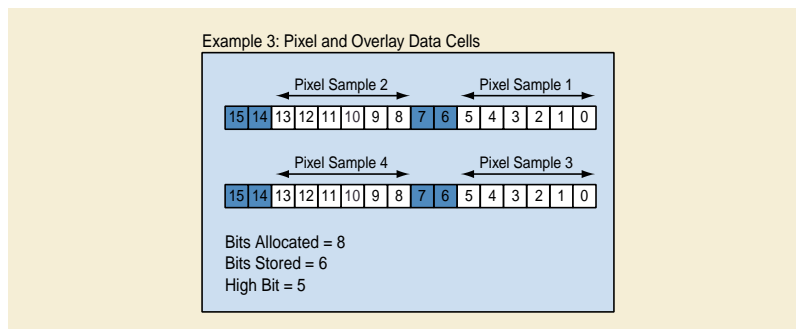 Example 3: Pixel and Overlay Data Cells
Pixel Sample 2 Pixel Sample 1
15 14 13 12 11 10 9 8 7 6 5 4 3 2 1 0
Pixel Sample 4 Pixel Sample 3
15 14 13 12 11 10 9 8 7 6 5 4 3 2 1 0
Bits Allocated = 8
Bits Stored = 6
High Bit = 5